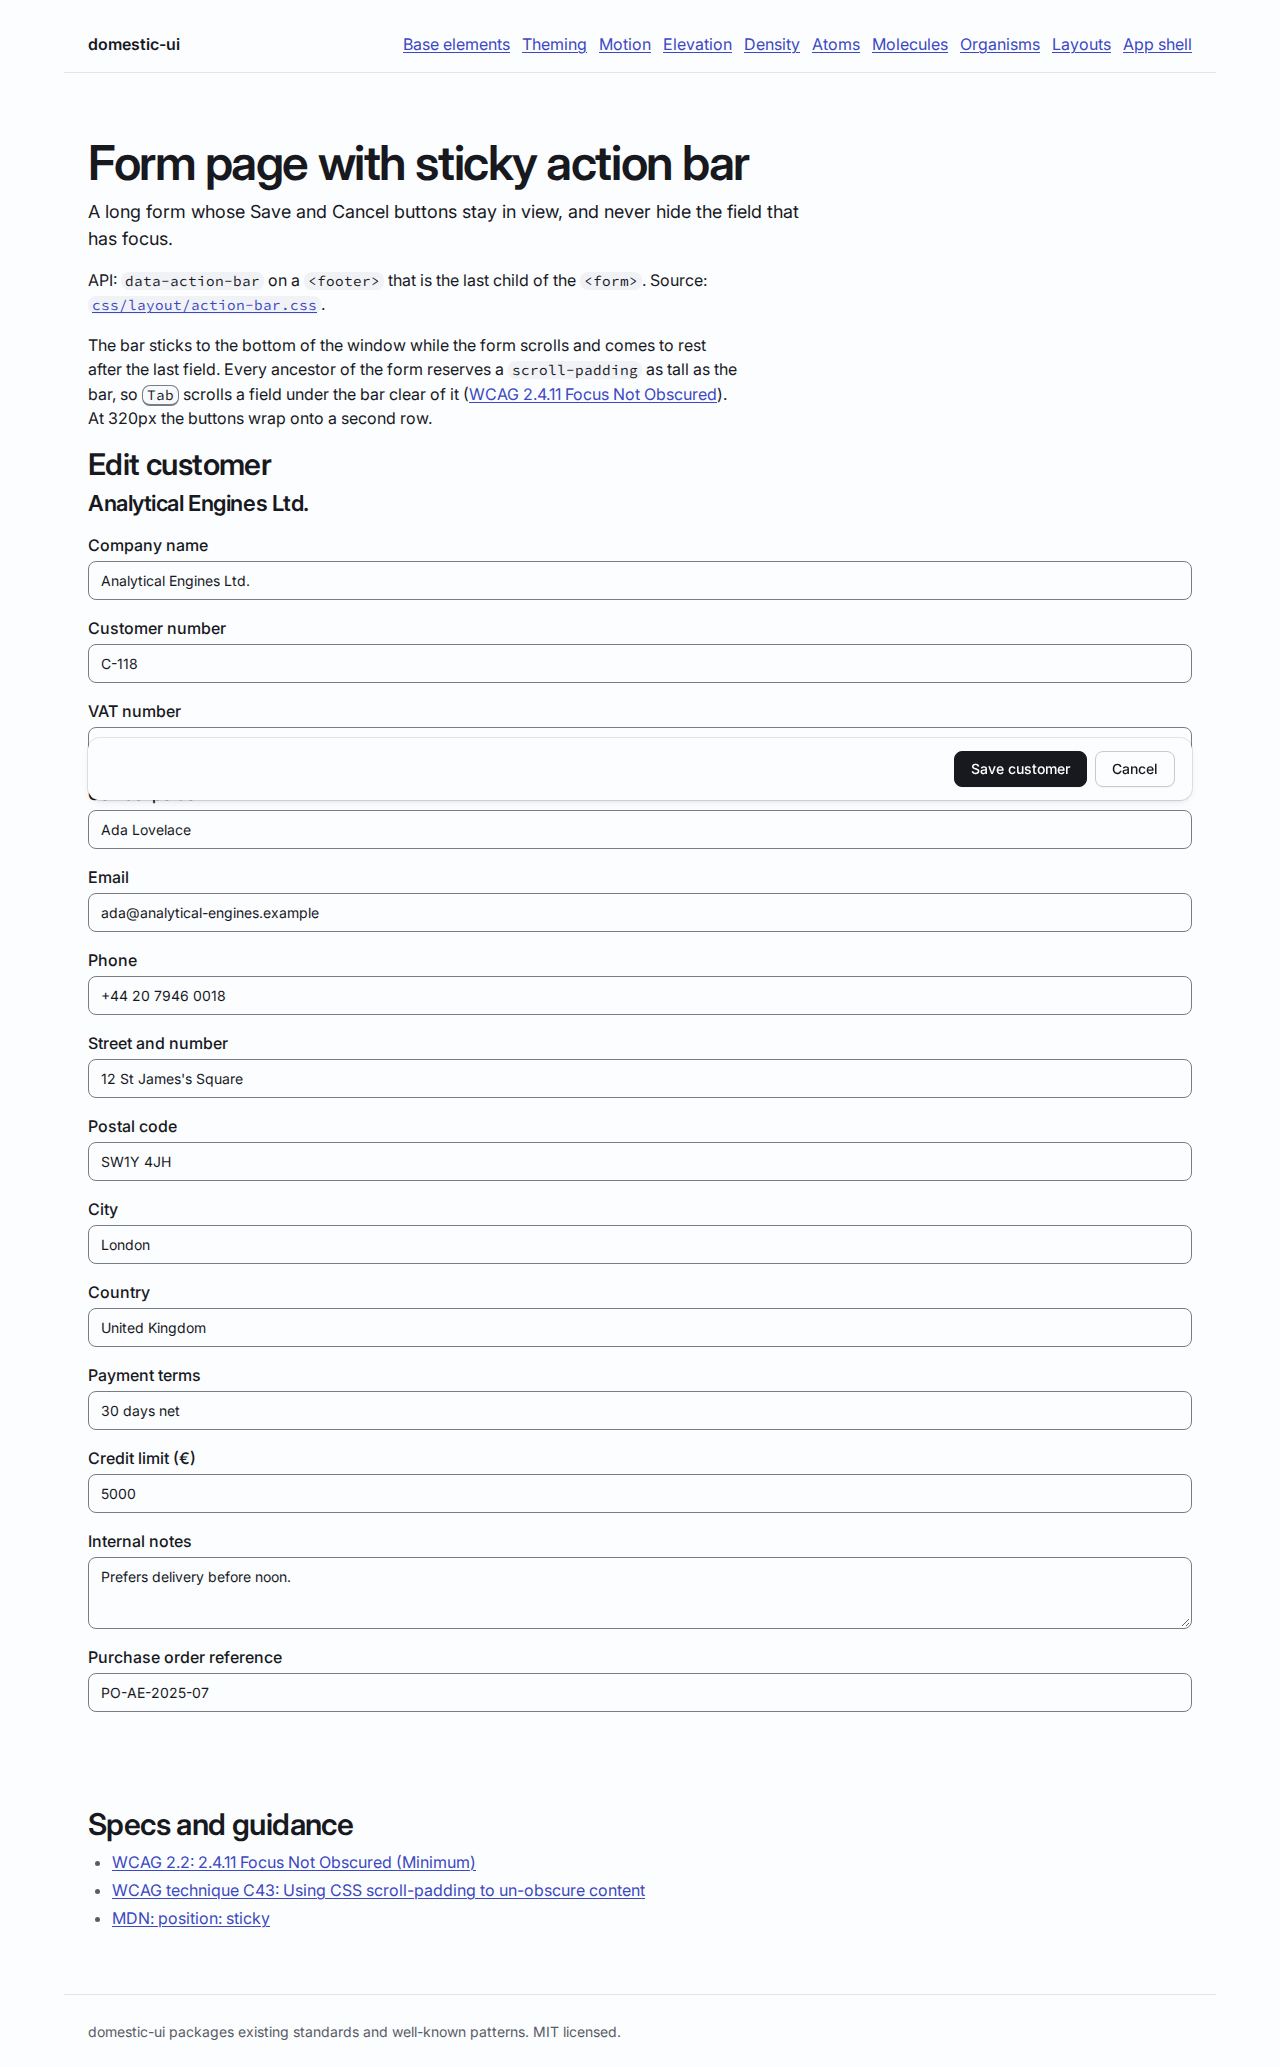 domestic-ui
Base elements Theming Motion Elevation Density Atoms Molecules Organisms Layouts App shell
Form page with sticky action bar
A long form whose Save and Cancel buttons stay in view, and never hide the field that
has focus.
API: data-action-bar on a <footer> that is the last child of the <form>. Source:
css/layout/action-bar.css.
The bar sticks to the bottom of the window while the form scrolls and comes to rest
after the last field. Every ancestor of the form reserves a scroll-padding as tall as the
bar, so Tab scrolls a field under the bar clear of it (WCAG 2.4.11 Focus Not Obscured).
At 320px the buttons wrap onto a second row.
Edit customer
Analytical Engines Ltd.
Company name
Analytical Engines Ltd.
Customer number
C-118
VAT number
Save customer Cancel
Ada Lovelace
Email
ada@analytical-engines.example
Phone
+44 20 7946 0018
Street and number
12 St James's Square
Postal code
SW1Y 4JH
City
London
Country
United Kingdom
Payment terms
30 days net
Credit limit (€)
5000
Internal notes
Prefers delivery before noon.
Purchase order reference
PO-AE-2025-07
Specs and guidance
WCAG 2.2: 2.4.11 Focus Not Obscured (Minimum)
WCAG technique C43: Using CSS scroll-padding to un-obscure content
MDN: position: sticky
domestic-ui packages existing standards and well-known patterns. MIT licensed.